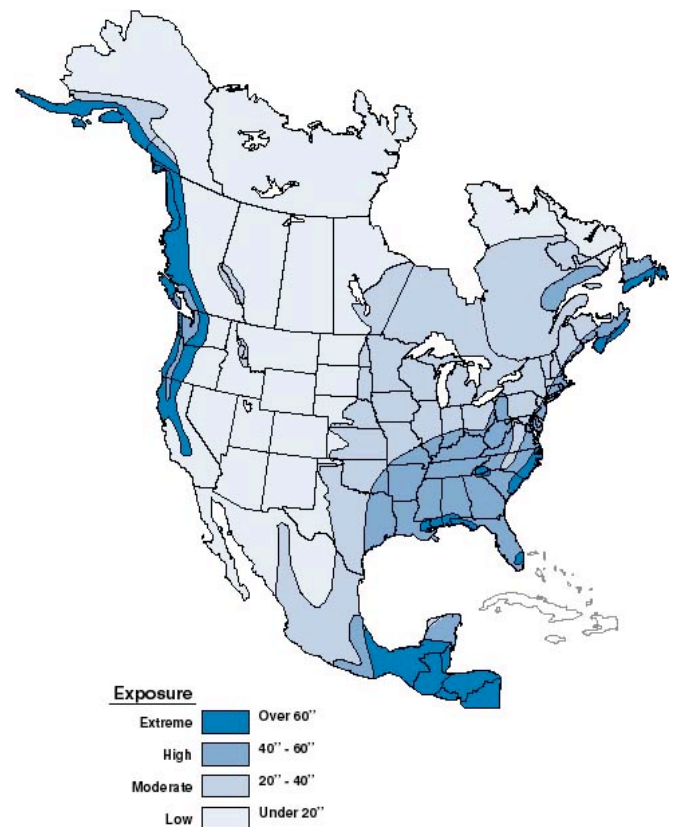 Exposure
Extreme Over 60”
High 40” - 60”
Moderate 20” - 40”
Low Under 20”